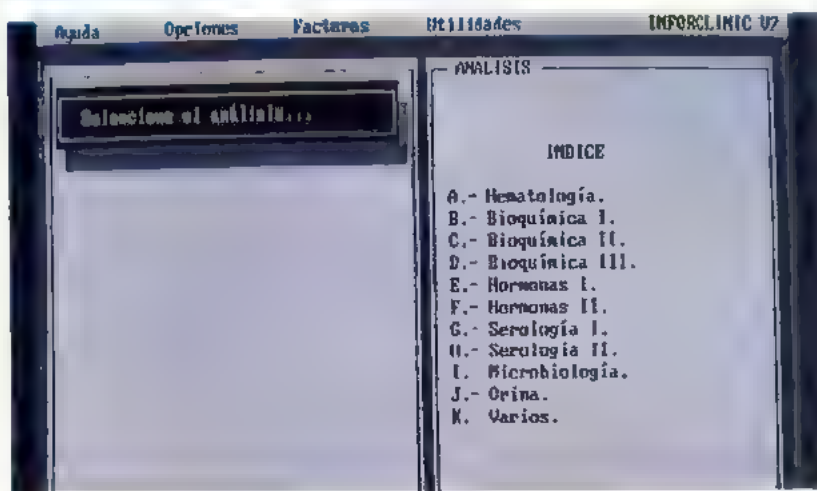 Ayuda Opciones Facturas Utilidades INFORCLINIC V2
Selecione el análisis...
ANALISIS
INDICE
A.- Hematología.
B.- Bioquímica I.
C.- Bioquímica II.
D.- Bioquímica III.
E.- Hormonas I.
F.- Hormonas II.
G.- Serología I.
H.- Serología II.
I. Microbiología.
J.- Orina.
K. Varios.